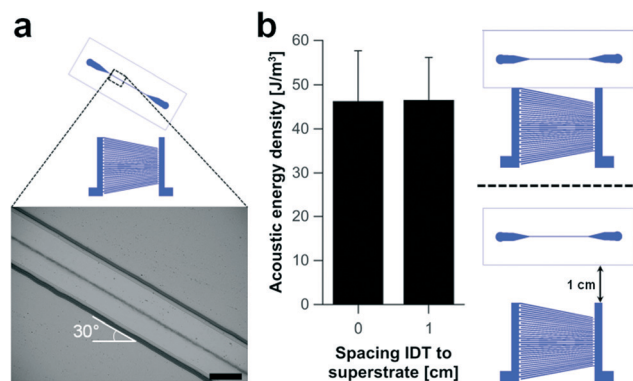 a
30°
b
Acoustic energy density [J/m³]
60
50
40
30
20
10
0
0
1
Spacing IDT to
superstrate [cm]
1 cm